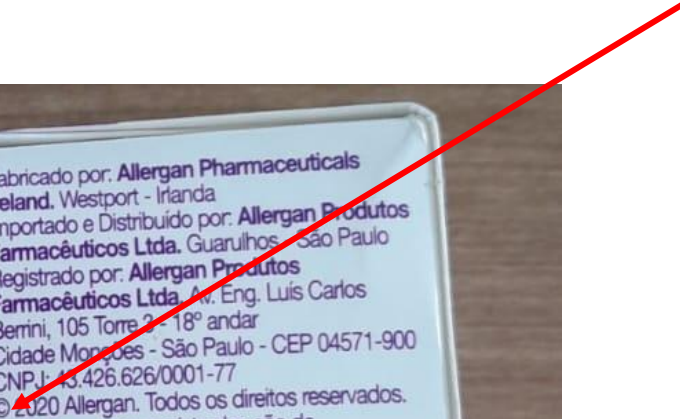 abricado por: Allergan Pharmaceuticals
eland. Westport - Irlanda
mportado e Distribuído por: Allergan Produtos
armacêuticos Ltda. Guarulhos - São Paulo
Registrado por: Allergan Produtos
Farmacêuticos Ltda. Av. Eng. Luís Carlos
Berrini, 105 Torre 3 - 18º andar
Cidade Monções - São Paulo - CEP 04571-900
CNPJ: 43.426.626/0001-77
©2020 Allergan. Todos os direitos reservados.